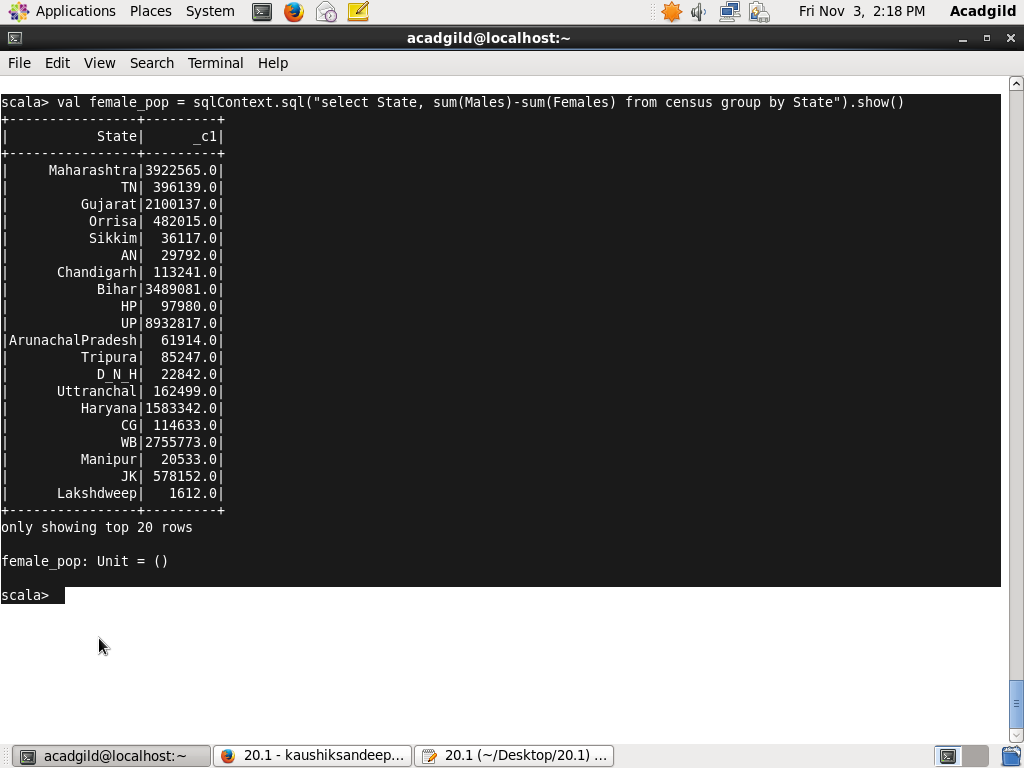 Applications Places System Fri Nov 3, 2:18 PM Acadgild
acadgild@localhost:~
File Edit View Search Terminal Help
scala> val female_pop = sqlContext.sql("select State, sum(Males)-sum(Females) from census group by State").show()
+----------------+---------+
|           State|      _c1|
+----------------+---------+
|     Maharashtra|3922565.0|
|              TN| 396139.0|
|         Gujarat|2100137.0|
|          Orrisa| 482015.0|
|          Sikkim|  36117.0|
|              AN|  29792.0|
|      Chandigarh| 113241.0|
|           Bihar|3489081.0|
|              HP|  97980.0|
|              UP|8932817.0|
|ArunachalPradesh|  61914.0|
|         Tripura|  85247.0|
|           D_N_H|  22842.0|
|      Uttranchal| 162499.0|
|         Haryana|1583342.0|
|              CG| 114633.0|
|              WB|2755773.0|
|         Manipur|  20533.0|
|              JK| 578152.0|
|      Lakshdweep|   1612.0|
+----------------+---------+
only showing top 20 rows
female_pop: Unit = ()
scala>
acadgild@localhost:~ 20.1 - kaushiksandeep... 20.1 (~/Desktop/20.1) ...